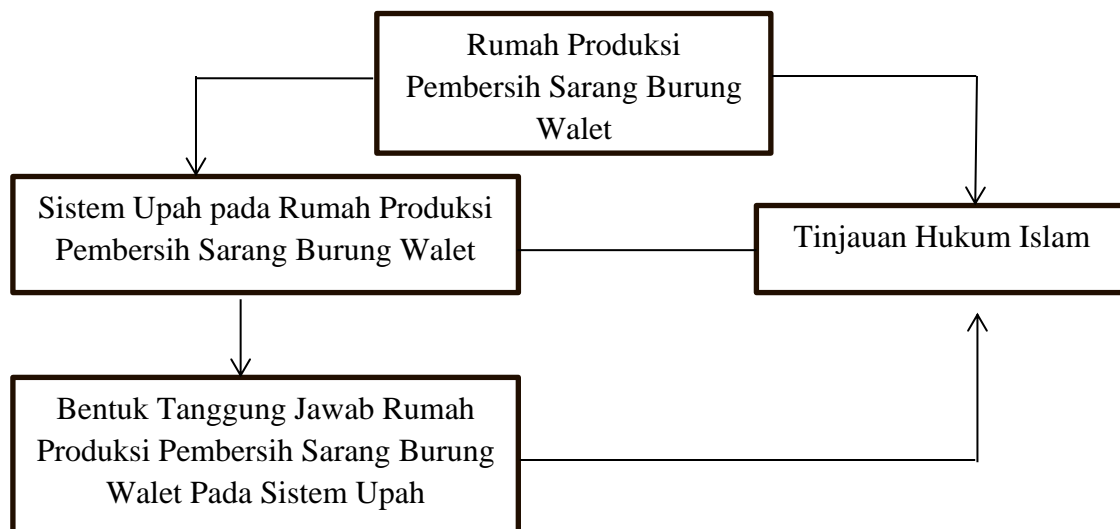 Rumah Produksi
Pembersih Sarang Burung
Walet
Sistem Upah pada Rumah Produksi
Pembersih Sarang Burung Walet
Tinjauan Hukum Islam
Bentuk Tanggung Jawab Rumah
Produksi Pembersih Sarang Burung
Walet Pada Sistem Upah